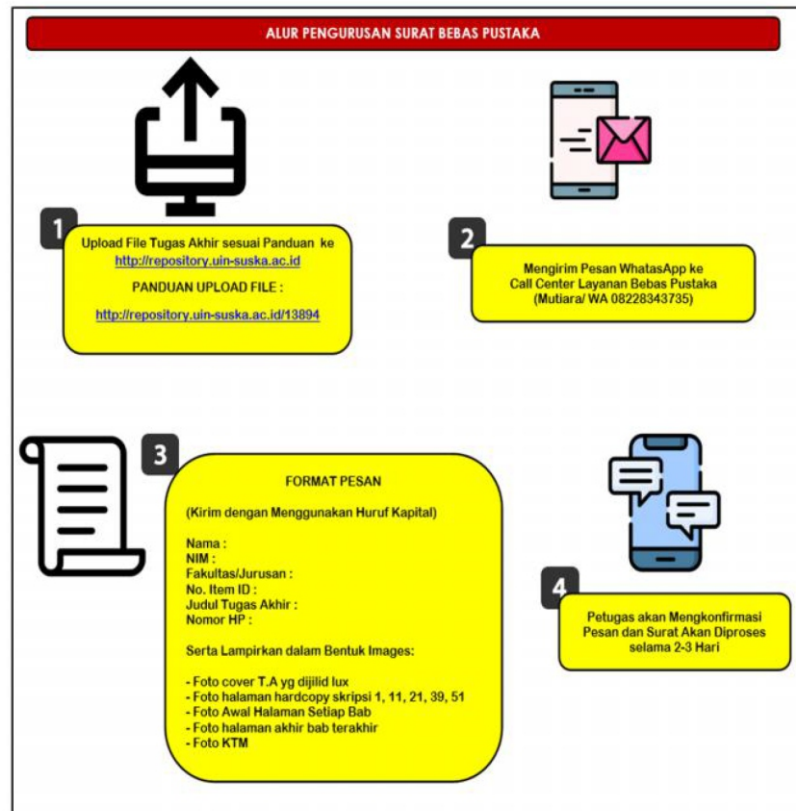 ALUR PENGURUSAN SURAT BEBAS PUSTAKA
1
Upload File Tugas Akhir sesuai Panduan ke
http://repository.uin-suska.ac.id
PANDUAN UPLOAD FILE :
http://repository.uin-suska.ac.id/13894
2
Mengirim Pesan WhatasApp ke
Call Center Layanan Bebas Pustaka
(Mutiara/ WA 08228343735)
3
FORMAT PESAN
(Kirim dengan Menggunakan Huruf Kapital)
Nama :
NIM :
Fakultas/Jurusan :
No. Item ID :
Judul Tugas Akhir :
Nomor HP :
Serta Lampirkan dalam Bentuk Images:
- Foto cover T.A yg dijilid lux
- Foto halaman hardcopy skripsi 1, 11, 21, 39, 51
- Foto Awal Halaman Setiap Bab
- Foto halaman akhir bab terakhir
- Foto KTM
4
Petugas akan Mengkonfirmasi
Pesan dan Surat Akan Diproses
selama 2-3 Hari